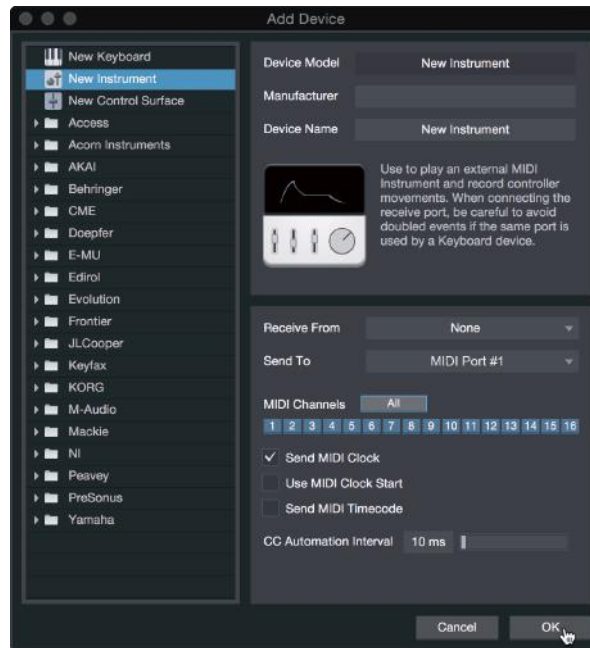 Add Device
New Keyboard
New Instrument
New Control Surface
Access
Acorn Instruments
AKAI
Behringer
CME
Doepfer
E-MU
Edirol
Evolution
Frontier
JLCooper
Keyfax
KORG
M-Audio
Mackie
NI
Peavey
PreSonus
Yamaha
Device Model New Instrument
Manufacturer
Device Name New Instrument
Use to play an external MIDI
Instrument and record controller
movements. When connecting the
receive port, be careful to avoid
doubled events if the same port is
used by a Keyboard device.
Receive From None
Send To MIDI Port #1
MIDI Channels All
1 2 3 4 5 6 7 8 9 10 11 12 13 14 15 16
Send MIDI Clock
Use MIDI Clock Start
Send MIDI Timecode
CC Automation Interval 10 ms
Cancel OK